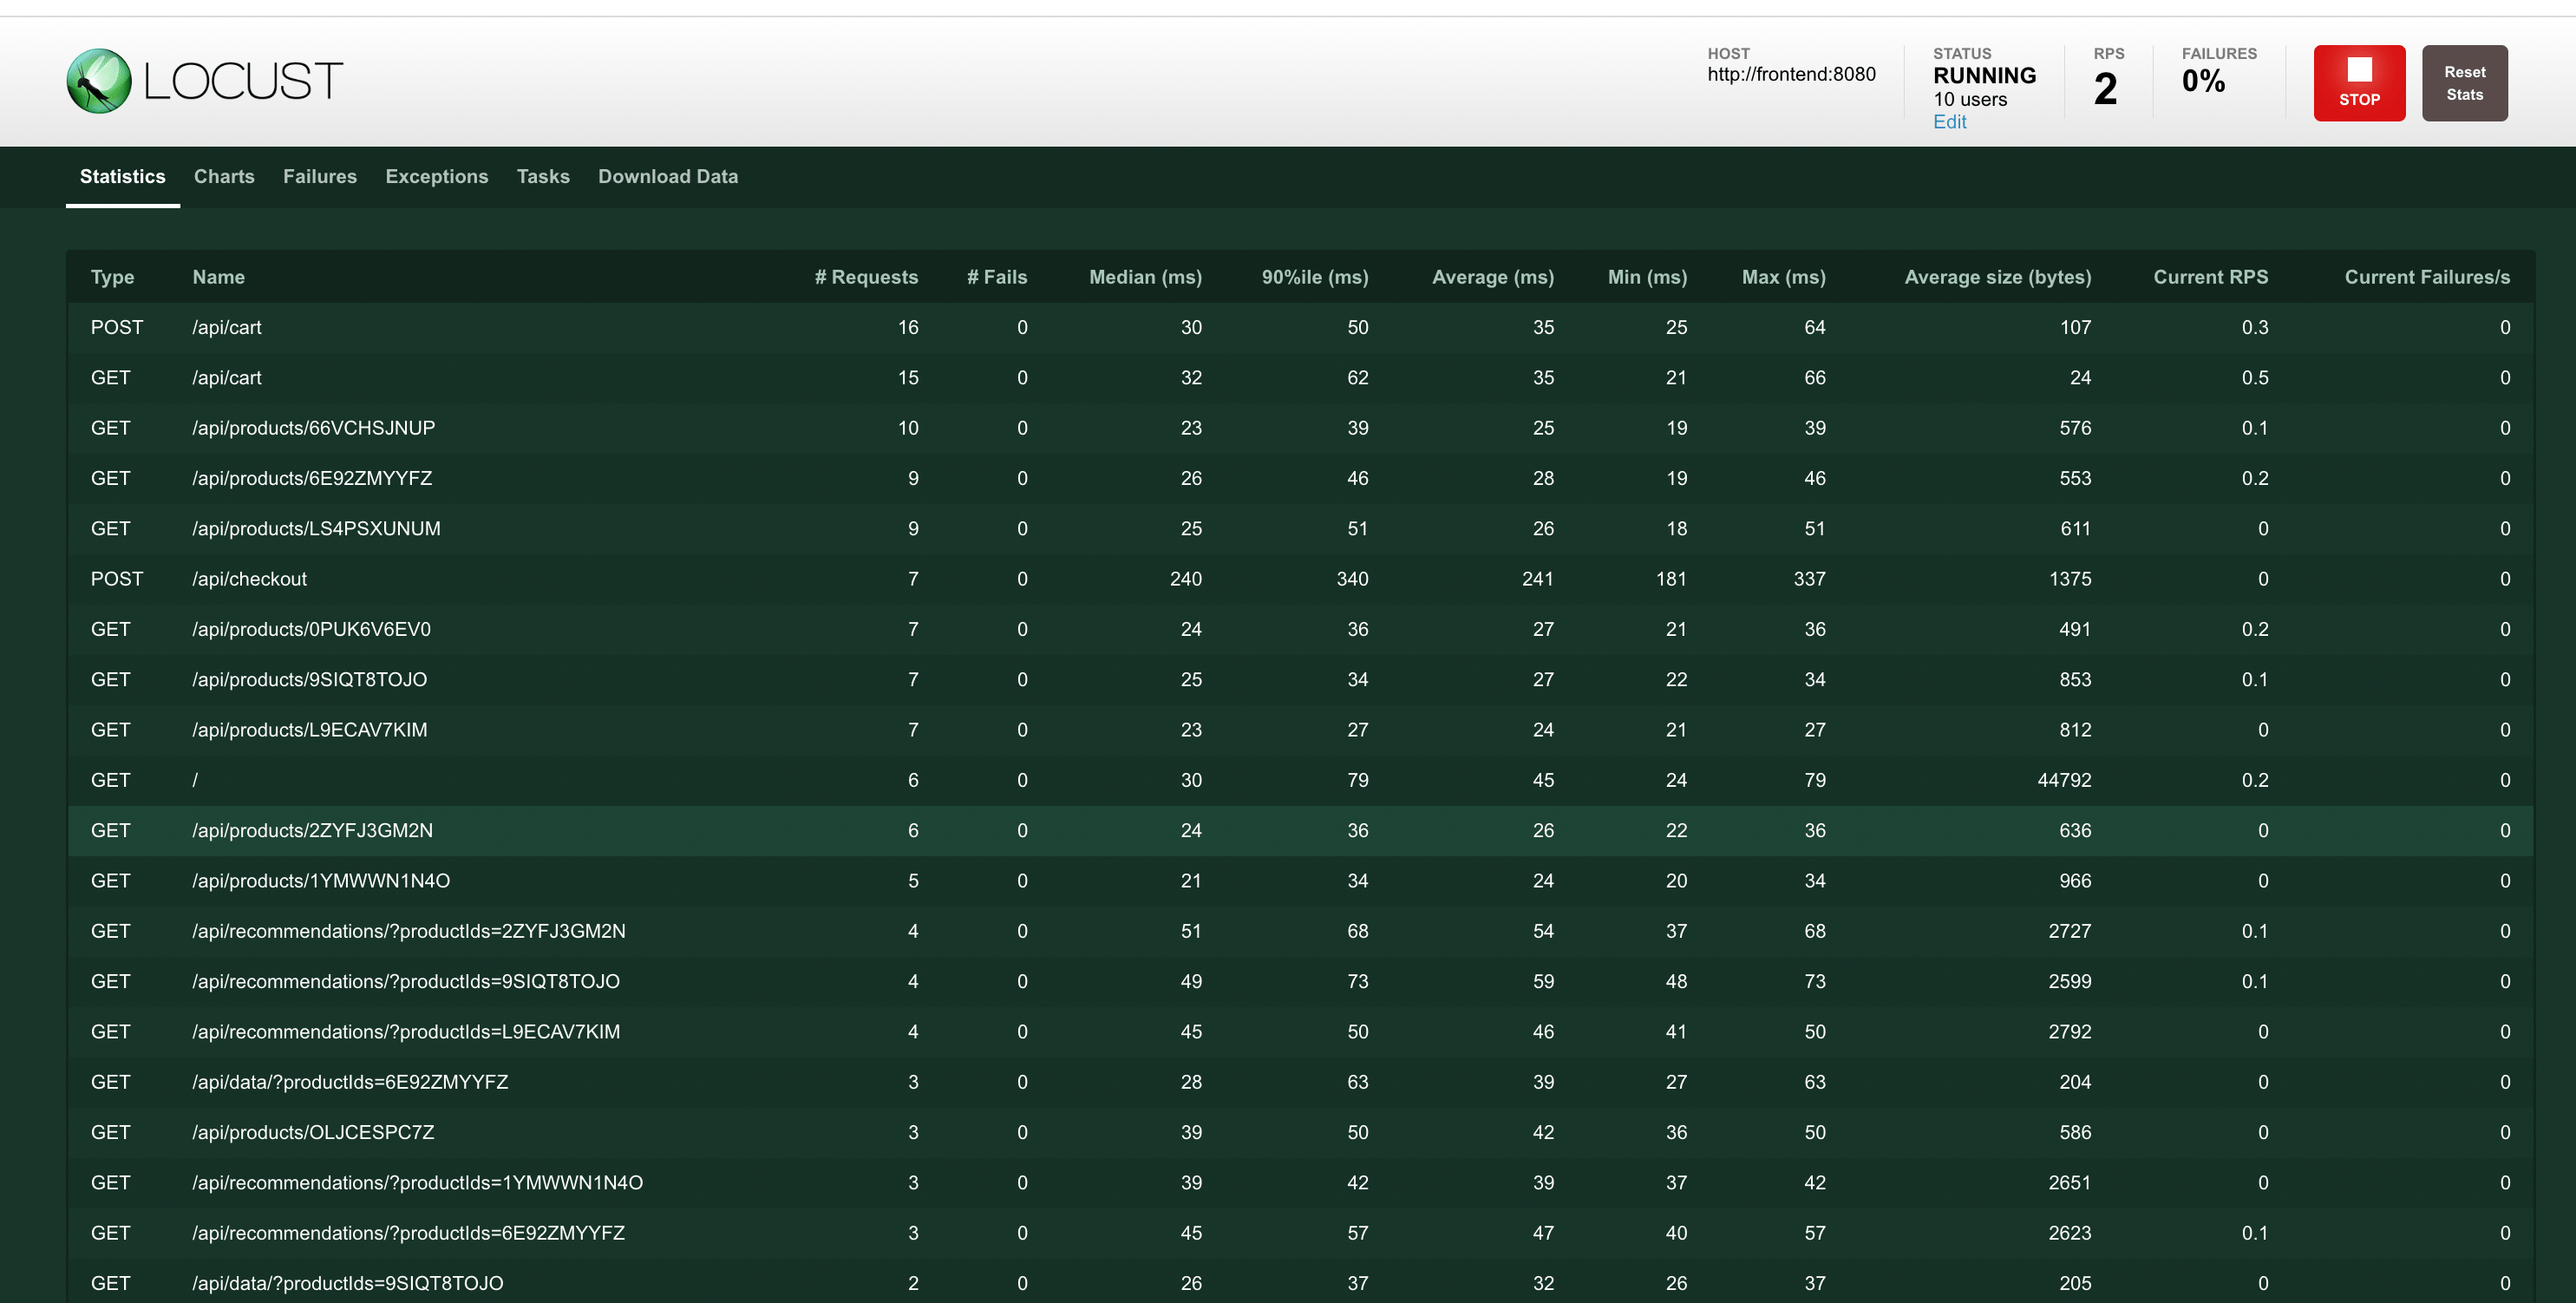 LOCUST
HOST
http://frontend:8080
STATUS
RUNNING
10 users
Edit
RPS
2
FAILURES
0%
STOP
Reset
Stats
Statistics Charts Failures Exceptions Tasks Download Data
Type Name # Requests # Fails Median (ms) 90%ile (ms) Average (ms) Min (ms) Max (ms) Average size (bytes) Current RPS Current Failures/s
POST /api/cart 16 0 30 50 35 25 64 107 0.3 0
GET /api/cart 15 0 32 62 35 21 66 24 0.5 0
GET /api/products/66VCHSJNUP 10 0 23 39 25 19 39 576 0.1 0
GET /api/products/6E92ZMYYFZ 9 0 26 46 28 19 46 553 0.2 0
GET /api/products/LS4PSXUNUM 9 0 25 51 26 18 51 611 0 0
POST /api/checkout 7 0 240 340 241 181 337 1375 0 0
GET /api/products/0PUK6V6EV0 7 0 24 36 27 21 36 491 0.2 0
GET /api/products/9SIQT8TOJO 7 0 25 34 27 22 34 853 0.1 0
GET /api/products/L9ECAV7KIM 7 0 23 27 24 21 27 812 0 0
GET / 6 0 30 79 45 24 79 44792 0.2 0
GET /api/products/2ZYFJ3GM2N 6 0 24 36 26 22 36 636 0 0
GET /api/products/1YMWWN1N4O 5 0 21 34 24 20 34 966 0 0
GET /api/recommendations/?productIds=2ZYFJ3GM2N 4 0 51 68 54 37 68 2727 0.1 0
GET /api/recommendations/?productIds=9SIQT8TOJO 4 0 49 73 59 48 73 2599 0.1 0
GET /api/recommendations/?productIds=L9ECAV7KIM 4 0 45 50 46 41 50 2792 0 0
GET /api/data/?productIds=6E92ZMYYFZ 3 0 28 63 39 27 63 204 0 0
GET /api/products/OLJCESPC7Z 3 0 39 50 42 36 50 586 0 0
GET /api/recommendations/?productIds=1YMWWN1N4O 3 0 39 42 39 37 42 2651 0 0
GET /api/recommendations/?productIds=6E92ZMYYFZ 3 0 45 57 47 40 57 2623 0.1 0
GET /api/data/?productIds=9SIQT8TOJO 2 0 26 37 32 26 37 205 0 0